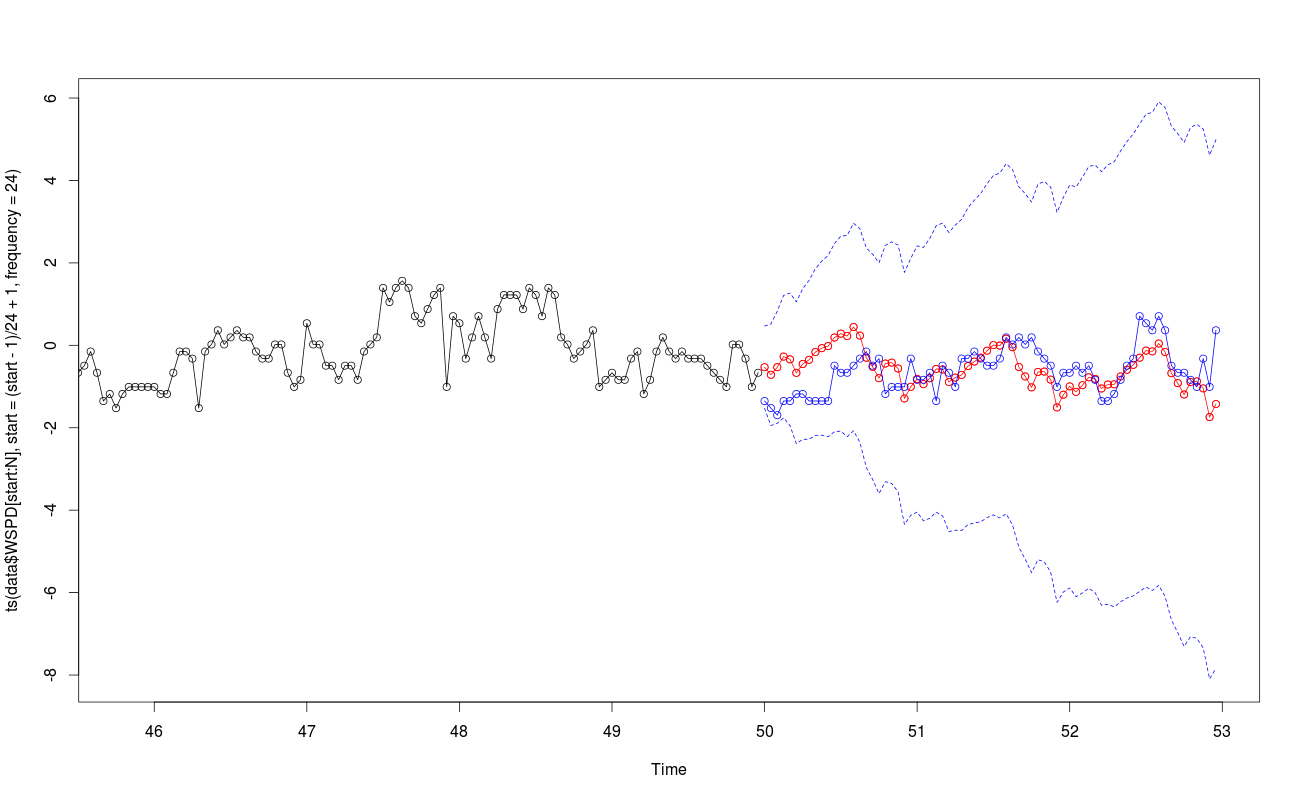 6
4
2
0
-2
-4
-6
-8
ts(data$WSPD[start:N], start = (start - 1)/24 + 1, frequency = 24)
46 47 48 49 50 51 52 53
Time